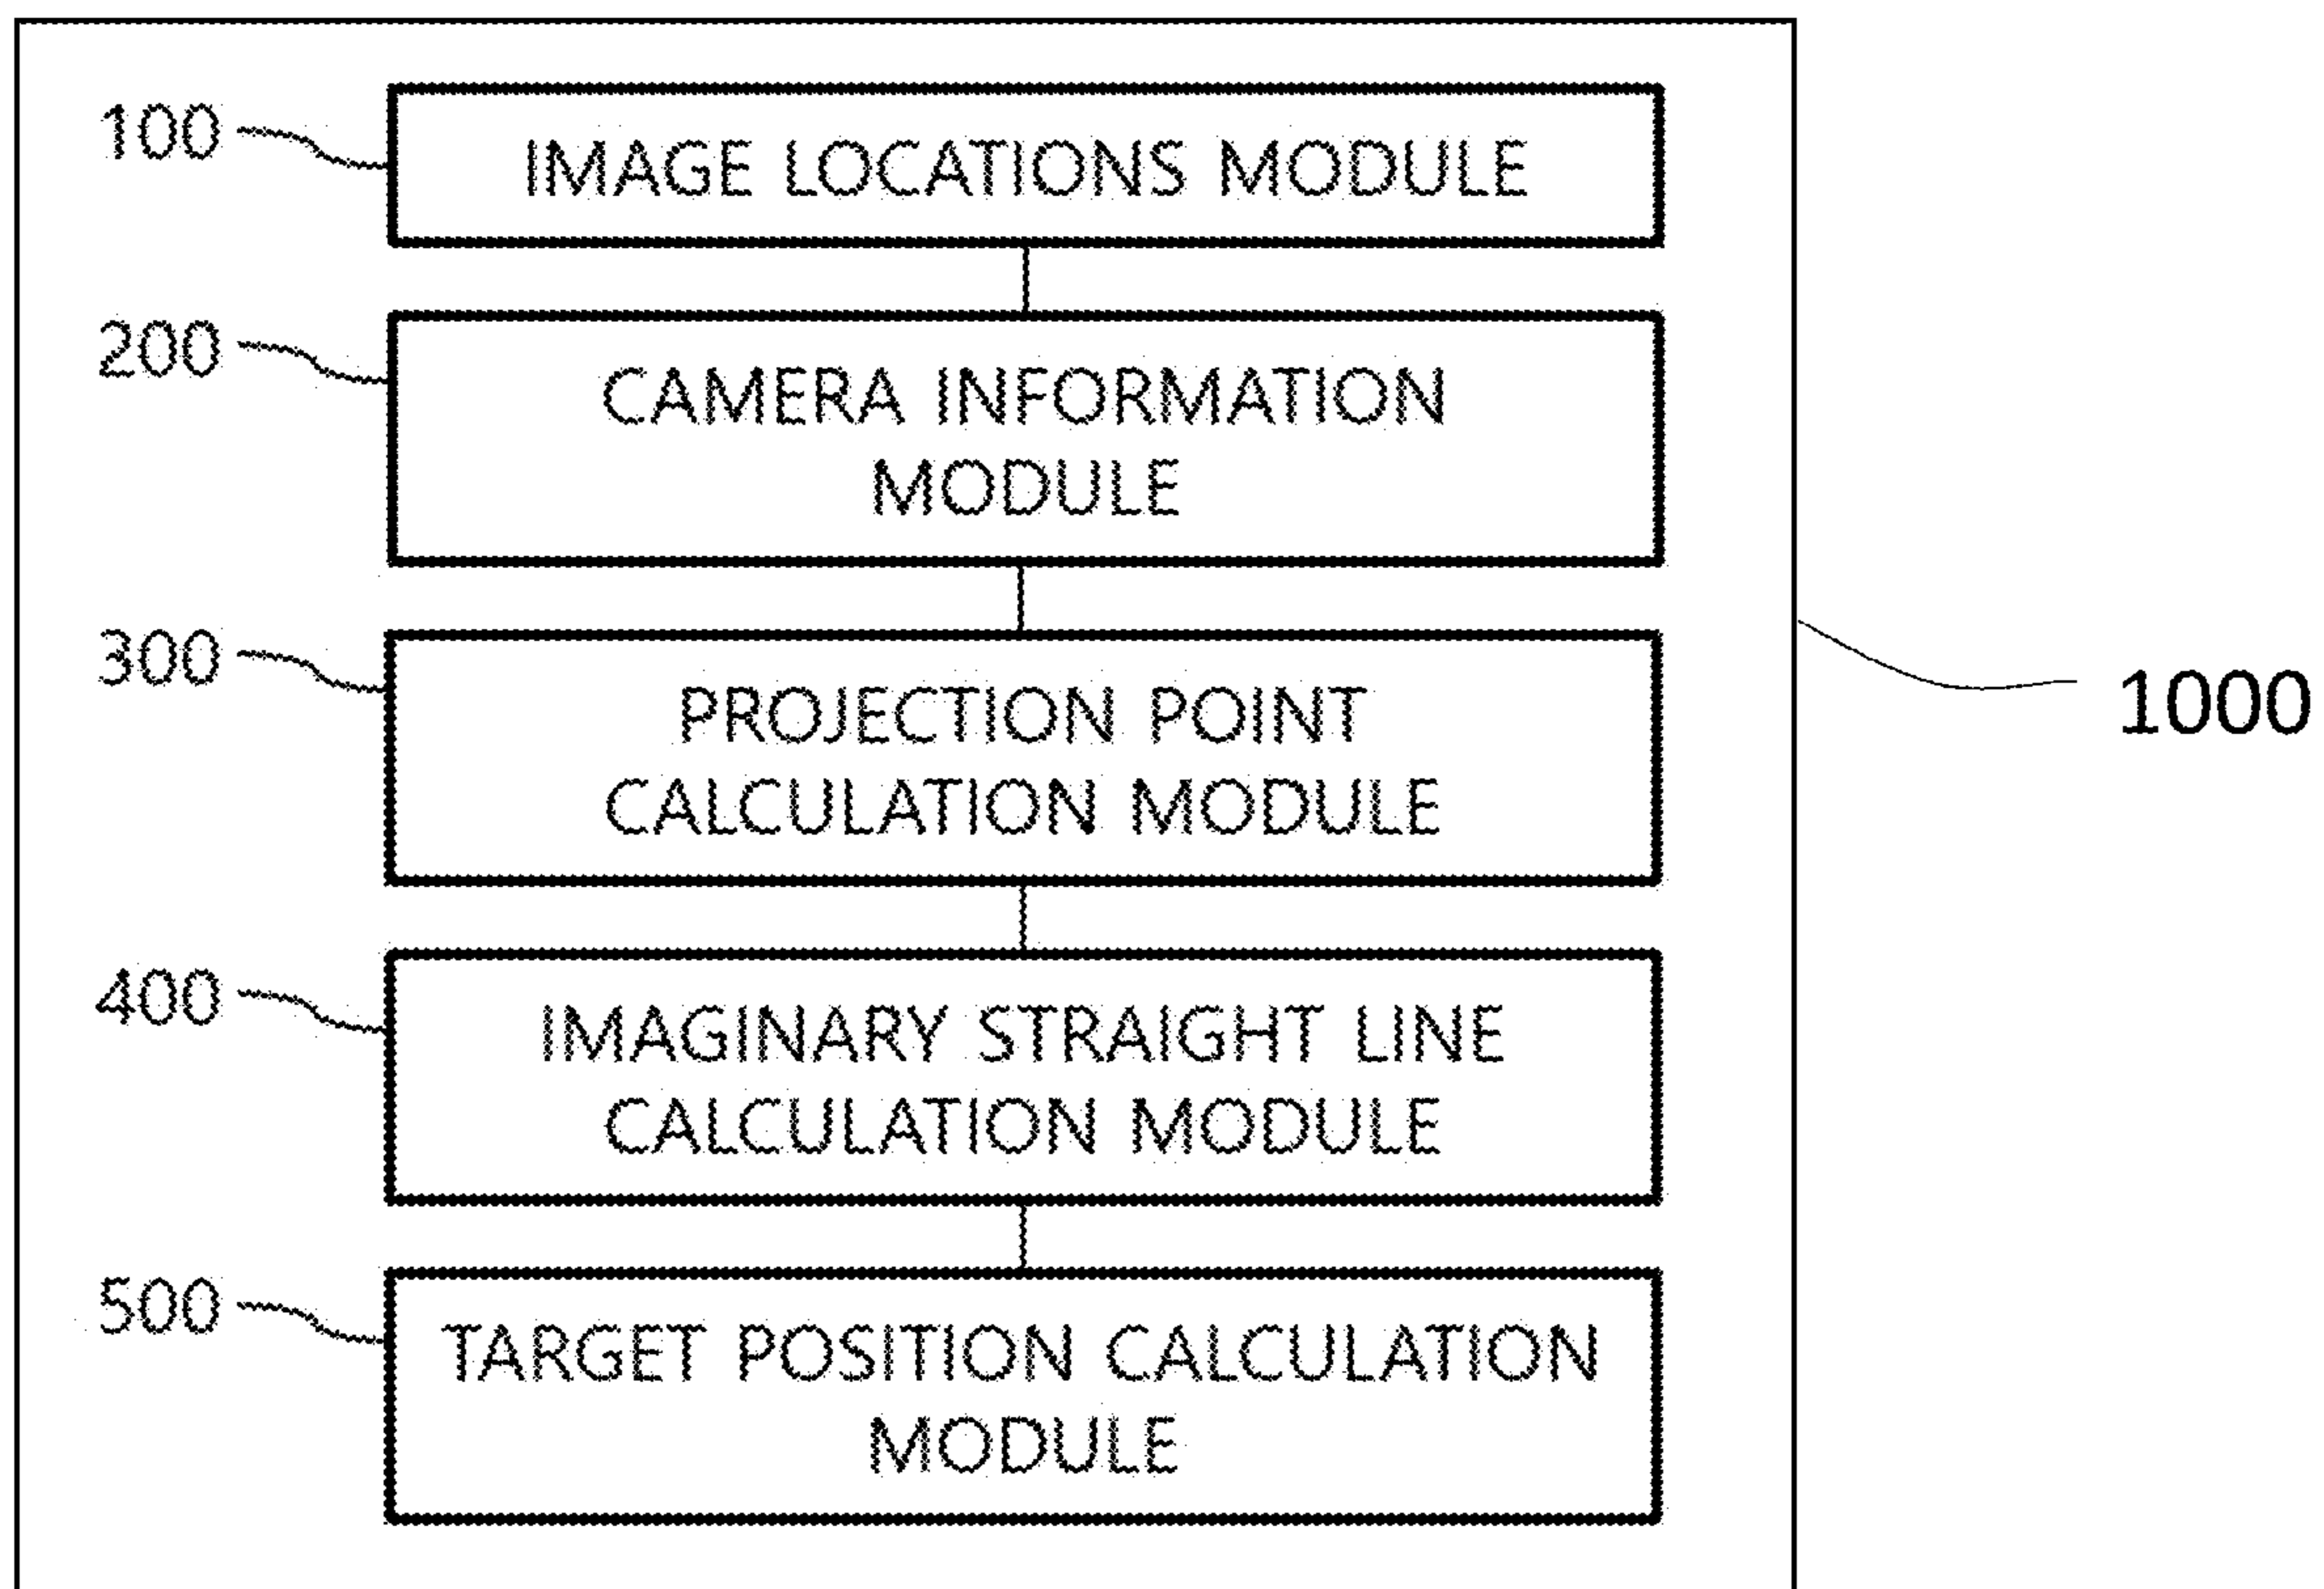 100
IMAGE LOCATIONS MODULE
200
CAMERA INFORMATION
MODULE
300
PROJECTION POINT
CALCULATION MODULE
1000
400
IMAGINARY STRAIGHT LINE
CALCULATION MODULE
500
TARGET POSITION CALCULATION
MODULE